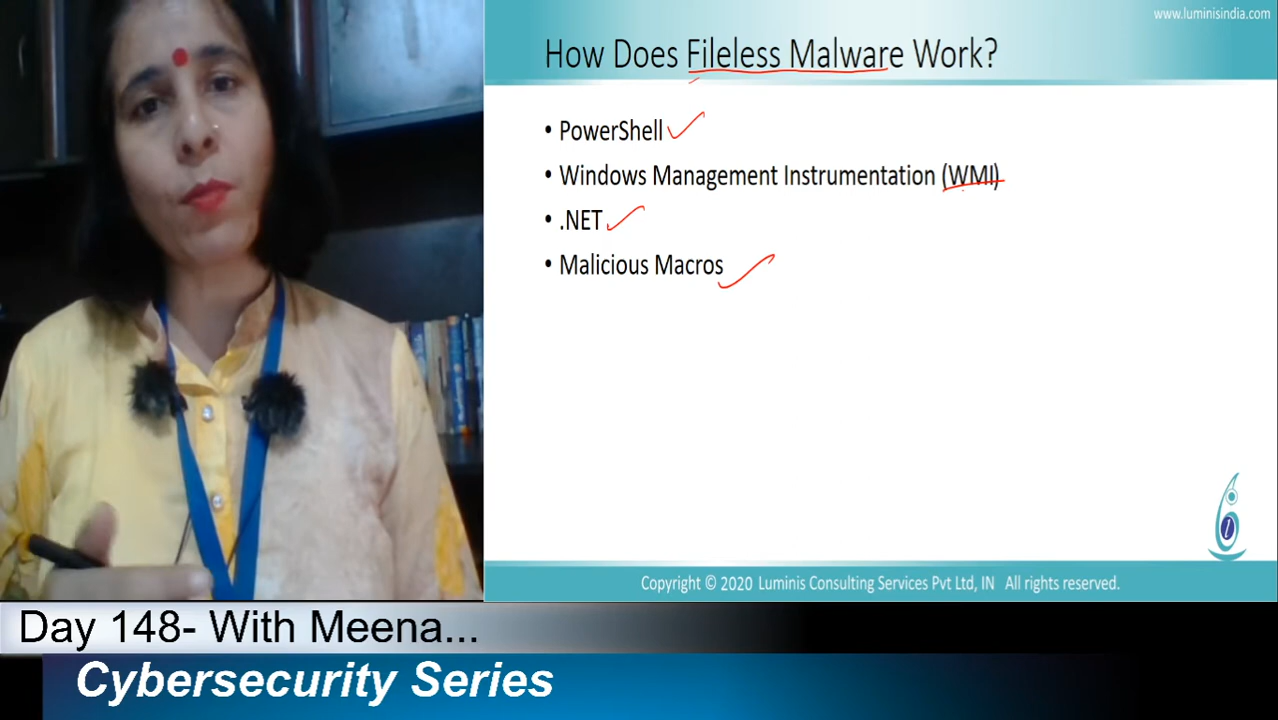 www.luminisindia.com
How Does Fileless Malware Work?
• PowerShell
• Windows Management Instrumentation (WMI)
• .NET
• Malicious Macros
Copyright © 2020 Luminis Consulting Services Pvt Ltd, IN All rights reserved.
Day 148- With Meena...
Cybersecurity Series